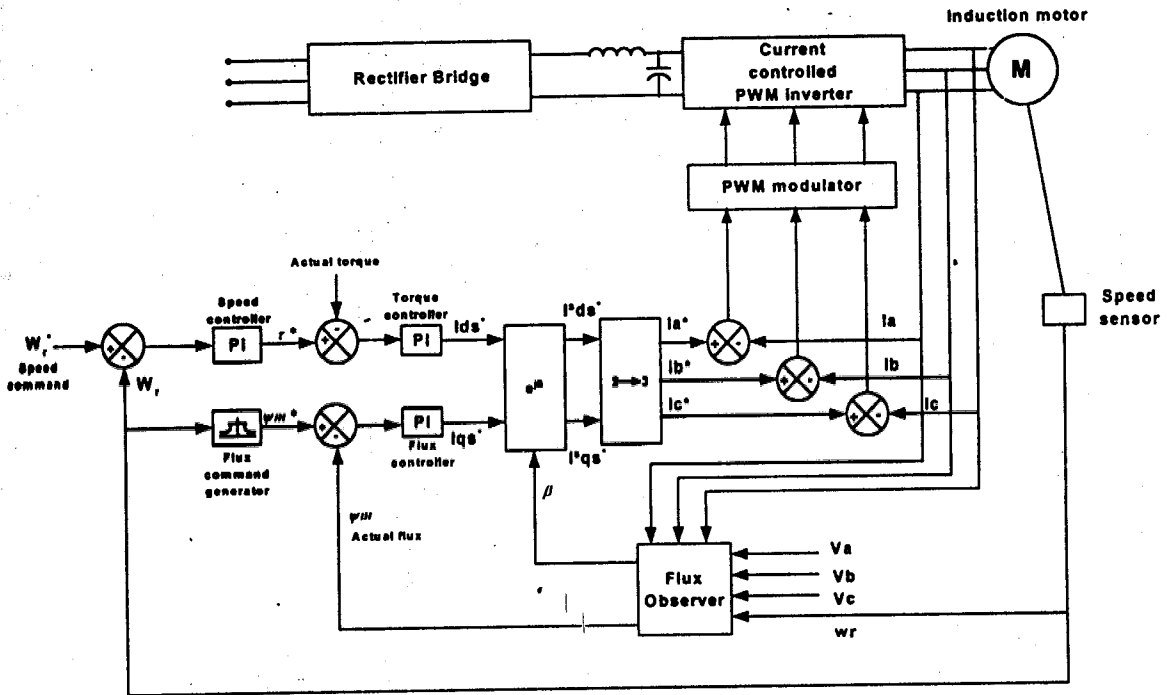 Induction motor
Rectifier Bridge
Current
controlled
PWM inverter
M
PWM modulator
Actual torque
Speed
controller
Torque
controller
Speed
sensor
Wr*
Speed
command
PI
r*
PI
Ids*
Iˢds*
Ia*
Ia
Wr
Ib*
Ib
Ic*
Ic
ψm*
PI
Iqs*
Iˢqs*
Flux
command
generator
Flux
controller
β
ψm
Actual flux
Flux
Observer
Va
Vb
Vc
wr